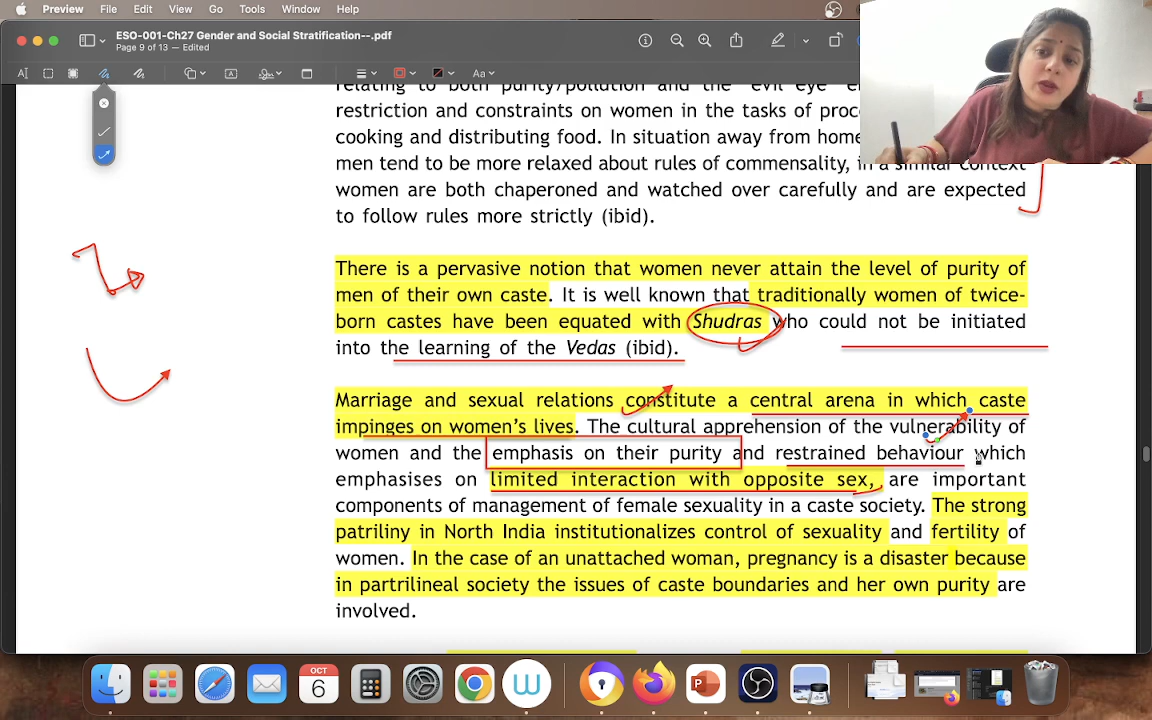 Preview File Edit View Go Tools Window Help
ESO-001-Ch27 Gender and Social Stratification--.pdf
Page 9 of 13 — Edited
Aa
relating to both purity/pollution and the "evil eye"
restriction and constraints on women in the tasks of
cooking and distributing food. In situation away from
men tend to be more relaxed about rules of commensality, in a similar context
women are both chaperoned and watched over carefully and are expected
to follow rules more strictly (ibid).
There is a pervasive notion that women never attain the level of purity of
men of their own caste. It is well known that traditionally women of twice-
born castes have been equated with Shudras who could not be initiated
into the learning of the Vedas (ibid).
Marriage and sexual relations constitute a central arena in which caste
impinges on women's lives. The cultural apprehension of the vulnerability of
women and the emphasis on their purity and restrained behaviour which
emphasises on limited interaction with opposite sex, are important
components of management of female sexuality in a caste society. The strong
patriliny in North India institutionalizes control of sexuality and fertility of
women. In the case of an unattached woman, pregnancy is a disaster because
in partrilineal society the issues of caste boundaries and her own purity are
involved.
OCT
6